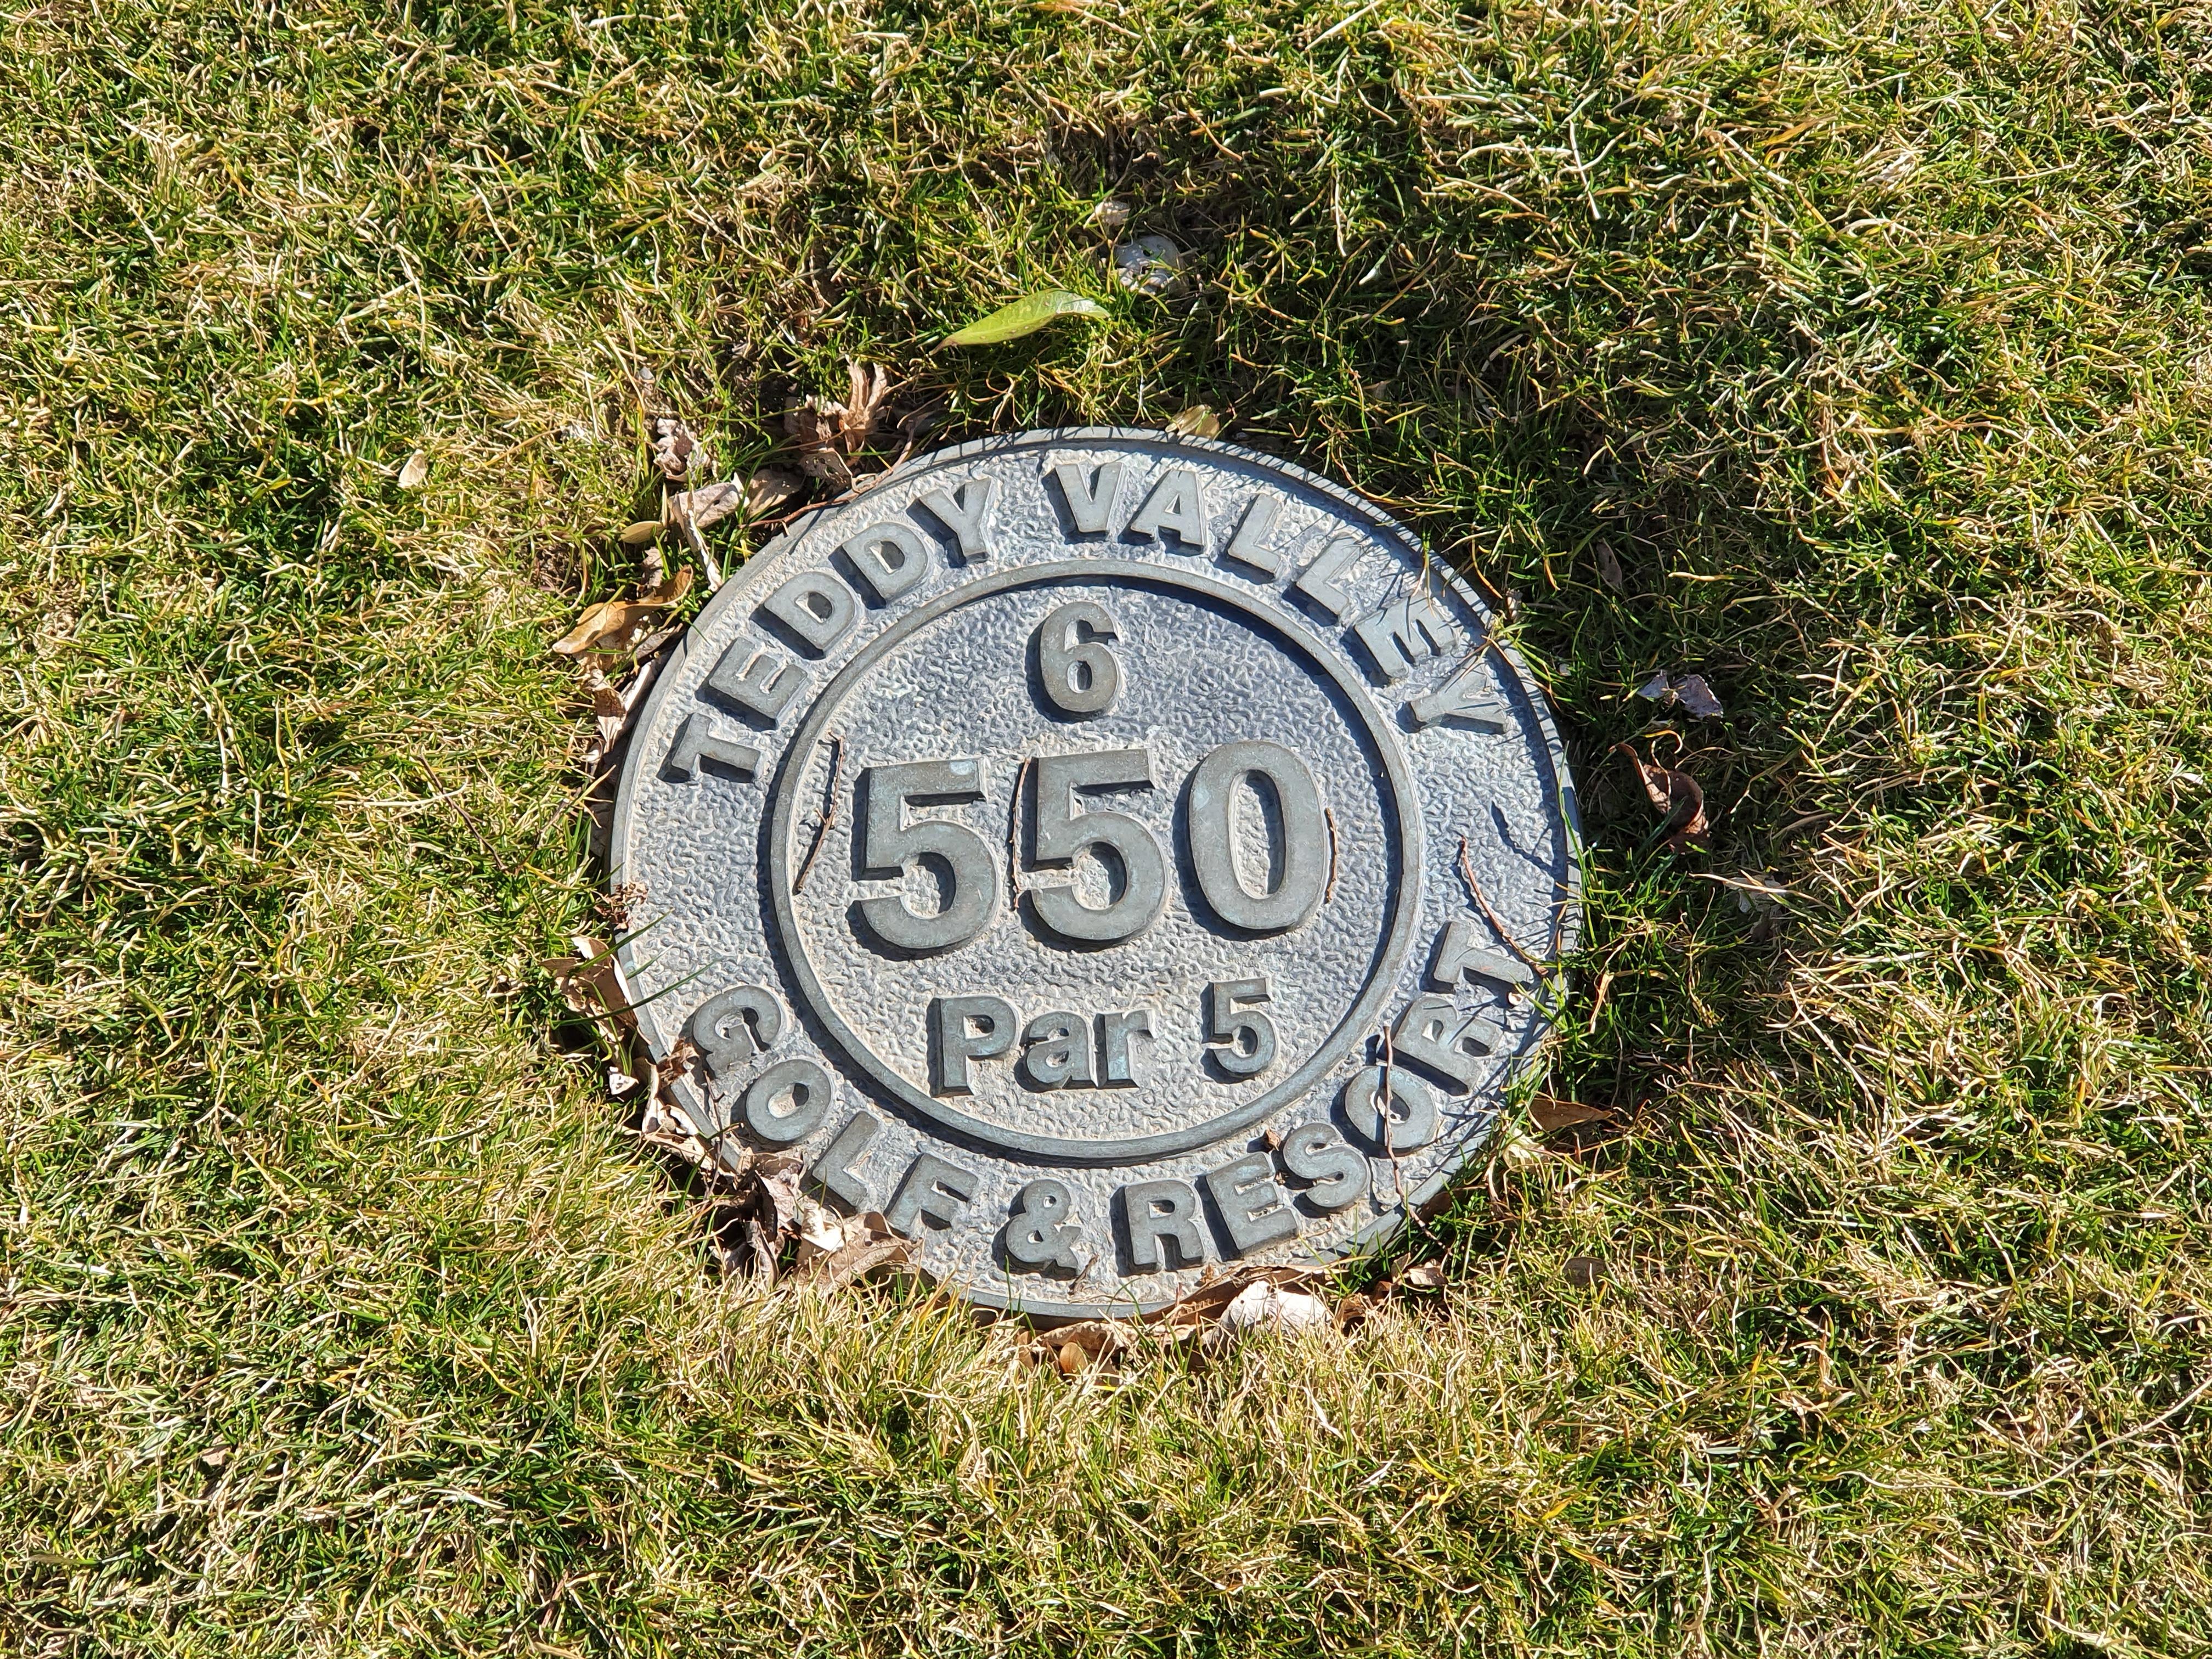 TEDDY VALLEY
6
550
Par 5
GOLF & RESORT